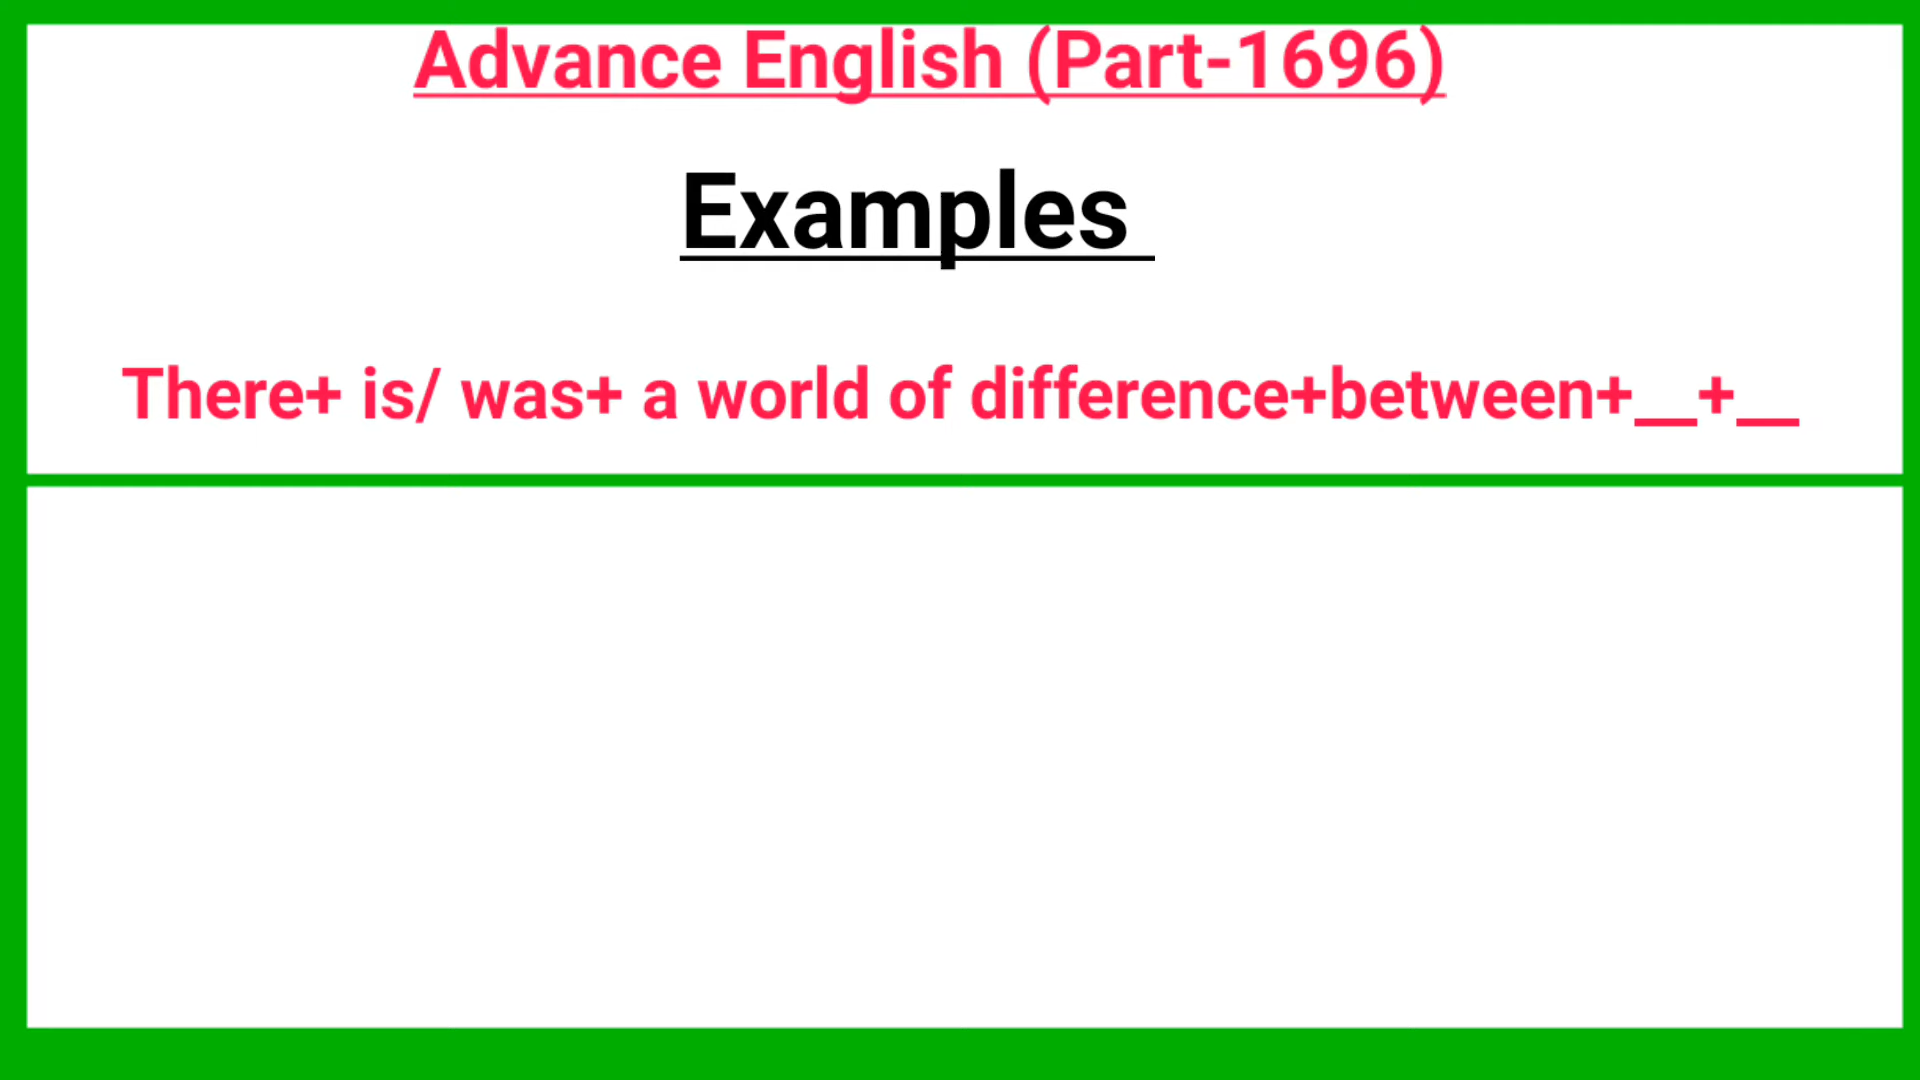 Advance English (Part-1696)
Examples
There+ is/ was+ a world of difference+between+__+__